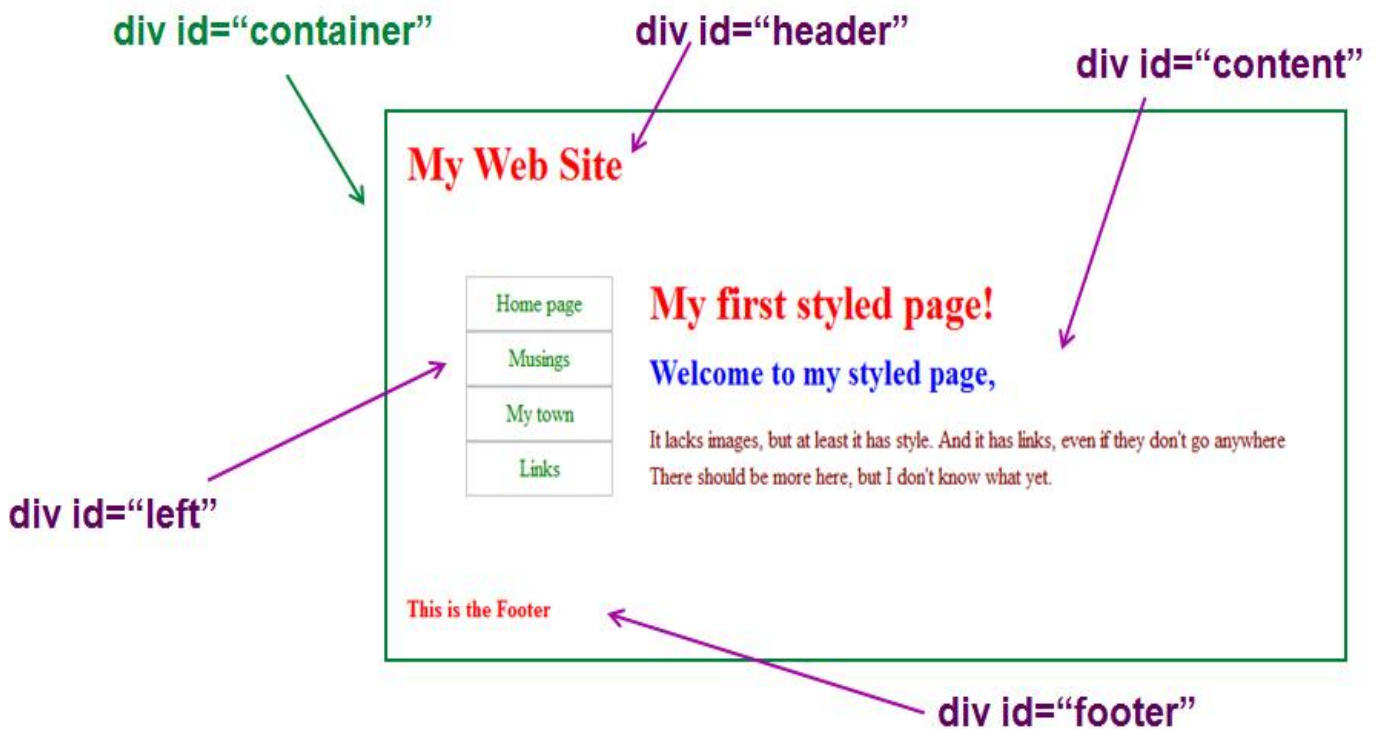 div id=“container”
div id=“header”
div id=“content”
My Web Site
Home page
Musings
My town
Links
My first styled page!
Welcome to my styled page,
It lacks images, but at least it has style. And it has links, even if they don't go anywhere
There should be more here, but I don't know what yet.
div id=“left”
This is the Footer
div id=“footer”